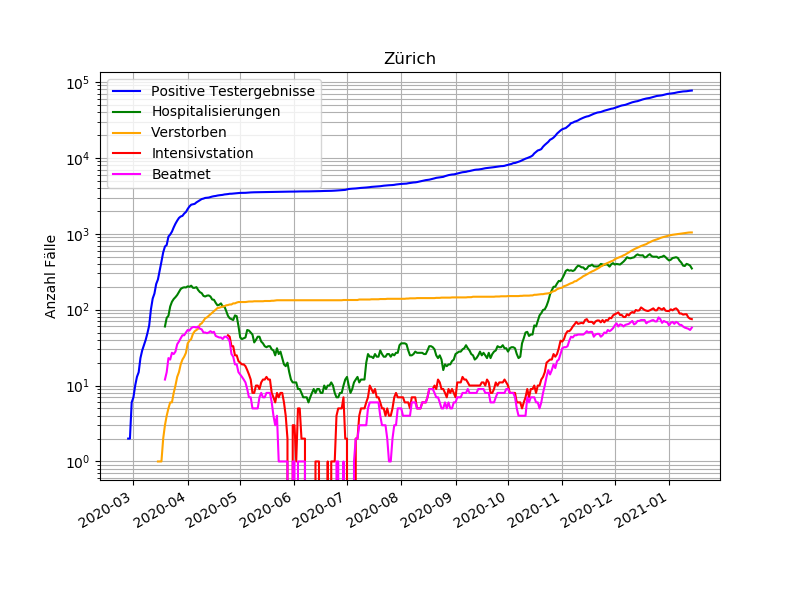 Zürich
Positive Testergebnisse
Hospitalisierungen
Verstorben
Intensivstation
Beatmet
Anzahl Fälle
10^5
10^4
10^3
10^2
10^1
10^0
2020-03
2020-04
2020-05
2020-06
2020-07
2020-08
2020-09
2020-10
2020-11
2020-12
2021-01